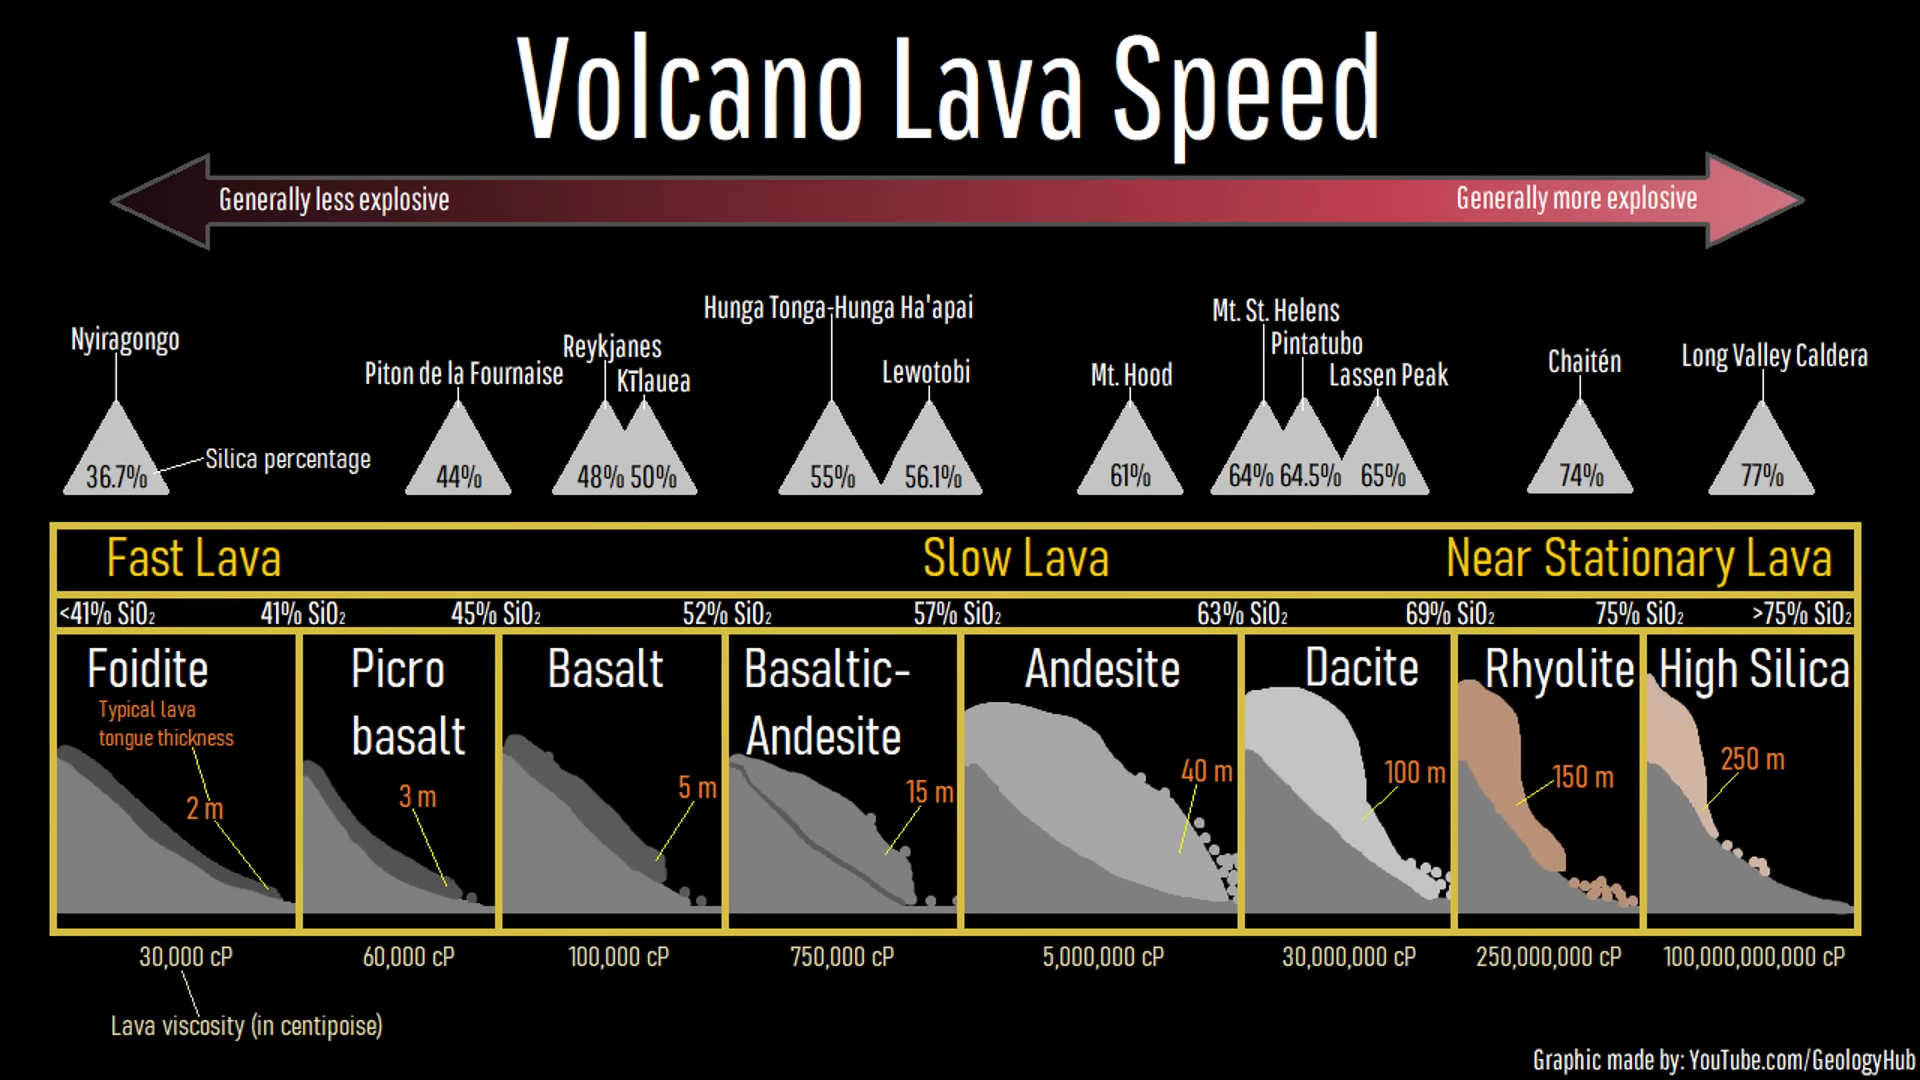 Volcano Lava Speed
Generally less explosive
Generally more explosive
Nyiragongo
Piton de la Fournaise
Reykjanes
Kīlauea
Hunga Tonga-Hunga Ha'apai
Lewotobi
Mt. Hood
Mt. St. Helens
Pintatubo
Lassen Peak
Chaitén
Long Valley Caldera
36.7%
Silica percentage
44%
48%
50%
55%
56.1%
61%
64%
64.5%
65%
74%
77%
Fast Lava
Slow Lava
Near Stationary Lava
<41% SiO₂
41% SiO₂
45% SiO₂
52% SiO₂
57% SiO₂
63% SiO₂
69% SiO₂
75% SiO₂
>75% SiO₂
Foidite
Typical lava
tongue thickness
2 m
Picro
basalt
3 m
Basalt
5 m
Basaltic-
Andesite
15 m
Andesite
40 m
Dacite
100 m
Rhyolite
150 m
High Silica
250 m
30,000 cP
60,000 cP
100,000 cP
750,000 cP
5,000,000 cP
30,000,000 cP
250,000,000 cP
100,000,000,000 cP
Lava viscosity (in centipoise)
Graphic made by: YouTube.com/GeologyHub